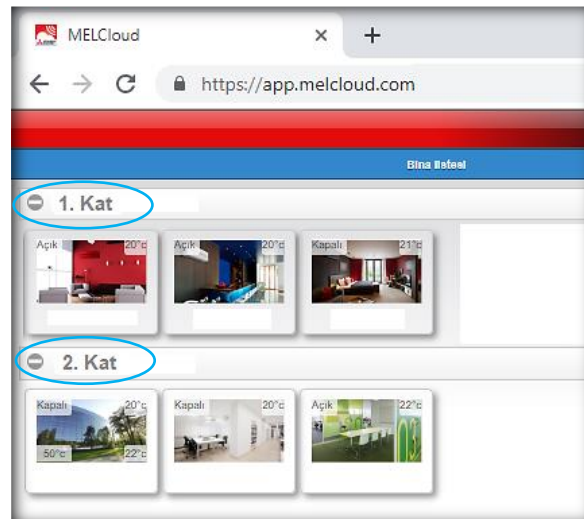 MELCloud
https://app.melcloud.com
Bina listesi
1. Kat
Açık 20°c Açık 20°c Kapalı 21°c
2. Kat
Kapalı 20°c Kapalı 20°c Açık 22°c
50°c 22°c